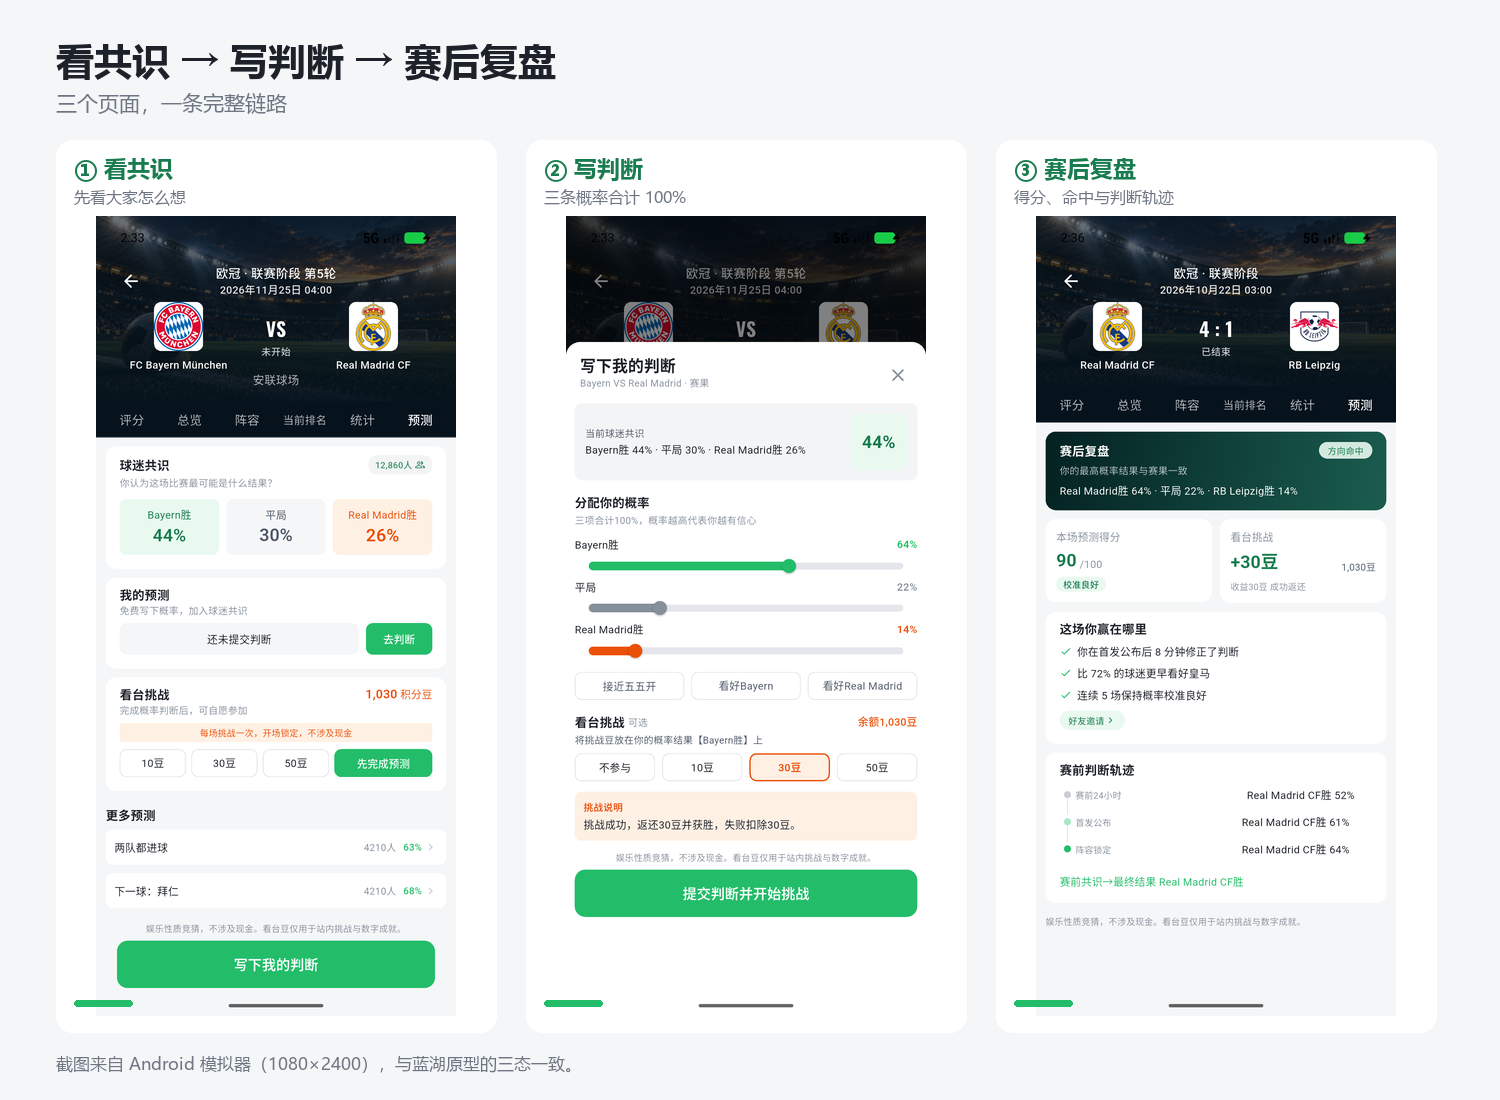 看共识 → 写判断 → 赛后复盘
三个页面，一条完整链路
① 看共识
先看大家怎么想
2:33
5G
欧冠 · 联赛阶段 第5轮
2026年11月25日 04:00
FC BAYERN MÜNCHEN
VS
未开始
FC Bayern München
Real Madrid CF
安联球场
评分 总览 阵容 当前排名 统计 预测
球迷共识
12,860人
你认为这场比赛最可能是什么结果?
Bayern胜 平局 Real Madrid胜
44% 30% 26%
我的预测
免费写下概率，加入球迷共识
还未提交判断 去判断
看台挑战 1,030 积分豆
完成概率判断后，可自愿参加
每场挑战一次，开场锁定，不涉及现金
10豆 30豆 50豆 先完成预测
更多预测
两队都进球 4210人 63%
下一球：拜仁 4210人 68%
娱乐性质竞猜，不涉及现金。看台豆仅用于站内挑战与数字成就。
写下我的判断
② 写判断
三条概率合计 100%
2:33
5G
欧冠 · 联赛阶段 第5轮
2026年11月25日 04:00
VS
写下我的判断
Bayern VS Real Madrid · 赛果
当前球迷共识
Bayern胜 44% · 平局 30% · Real Madrid胜 26%
44%
分配你的概率
三项合计100%，概率越高代表你越有信心
Bayern胜 64%
平局 22%
Real Madrid胜 14%
接近五五开 看好Bayern 看好Real Madrid
看台挑战 可选 余额1,030豆
将挑战豆放在你的概率结果【Bayern胜】上
不参与 10豆 30豆 50豆
挑战说明
挑战成功，返还30豆并获胜，失败扣除30豆。
娱乐性质竞猜，不涉及现金。看台豆仅用于站内挑战与数字成就。
提交判断并开始挑战
③ 赛后复盘
得分、命中与判断轨迹
2:36
5G
欧冠 · 联赛阶段
2026年10月22日 03:00
4 : 1
已结束
RB LEIPZIG
Real Madrid CF
RB Leipzig
评分 总览 阵容 当前排名 统计 预测
赛后复盘
方向命中
你的最高概率结果与赛果一致
Real Madrid胜 64% · 平局 22% · RB Leipzig胜 14%
本场预测得分
90 /100
校准良好
看台挑战
+30豆 1,030豆
收益30豆 成功返还
这场你赢在哪里
你在首发公布后 8 分钟修正了判断
比 72% 的球迷更早看好皇马
连续 5 场保持概率校准良好
好友邀请
赛前判断轨迹
赛前24小时 Real Madrid CF胜 52%
首发公布 Real Madrid CF胜 61%
阵容锁定 Real Madrid CF胜 64%
赛前共识→最终结果 Real Madrid CF胜
娱乐性质竞猜，不涉及现金。看台豆仅用于站内挑战与数字成就。
截图来自 Android 模拟器（1080×2400），与蓝湖原型的三态一致。